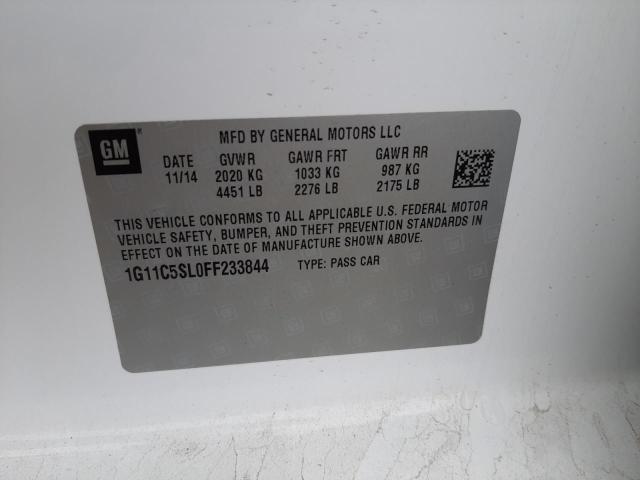 GM
MFD BY GENERAL MOTORS LLC
DATE GVWR GAWR FRT GAWR RR
11/14 2020 KG 1033 KG 987 KG
4451 LB 2276 LB 2175 LB
THIS VEHICLE CONFORMS TO ALL APPLICABLE U.S. FEDERAL MOTOR
VEHICLE SAFETY, BUMPER, AND THEFT PREVENTION STANDARDS IN
EFFECT ON THE DATE OF MANUFACTURE SHOWN ABOVE.
1G11C5SL0FF233844 TYPE: PASS CAR